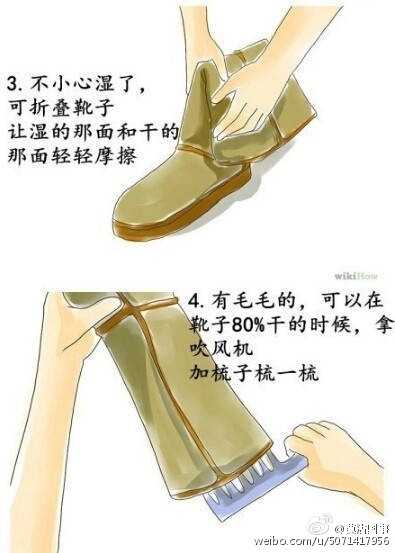 3. 不小心湿了，
可折叠靴子
让湿的那面和干的
那面轻轻摩擦
wikiHow
4. 有毛毛的，可以在
靴子80%干的时候，拿
吹风机
加梳子梳一梳
weibo.com/u/5071417956